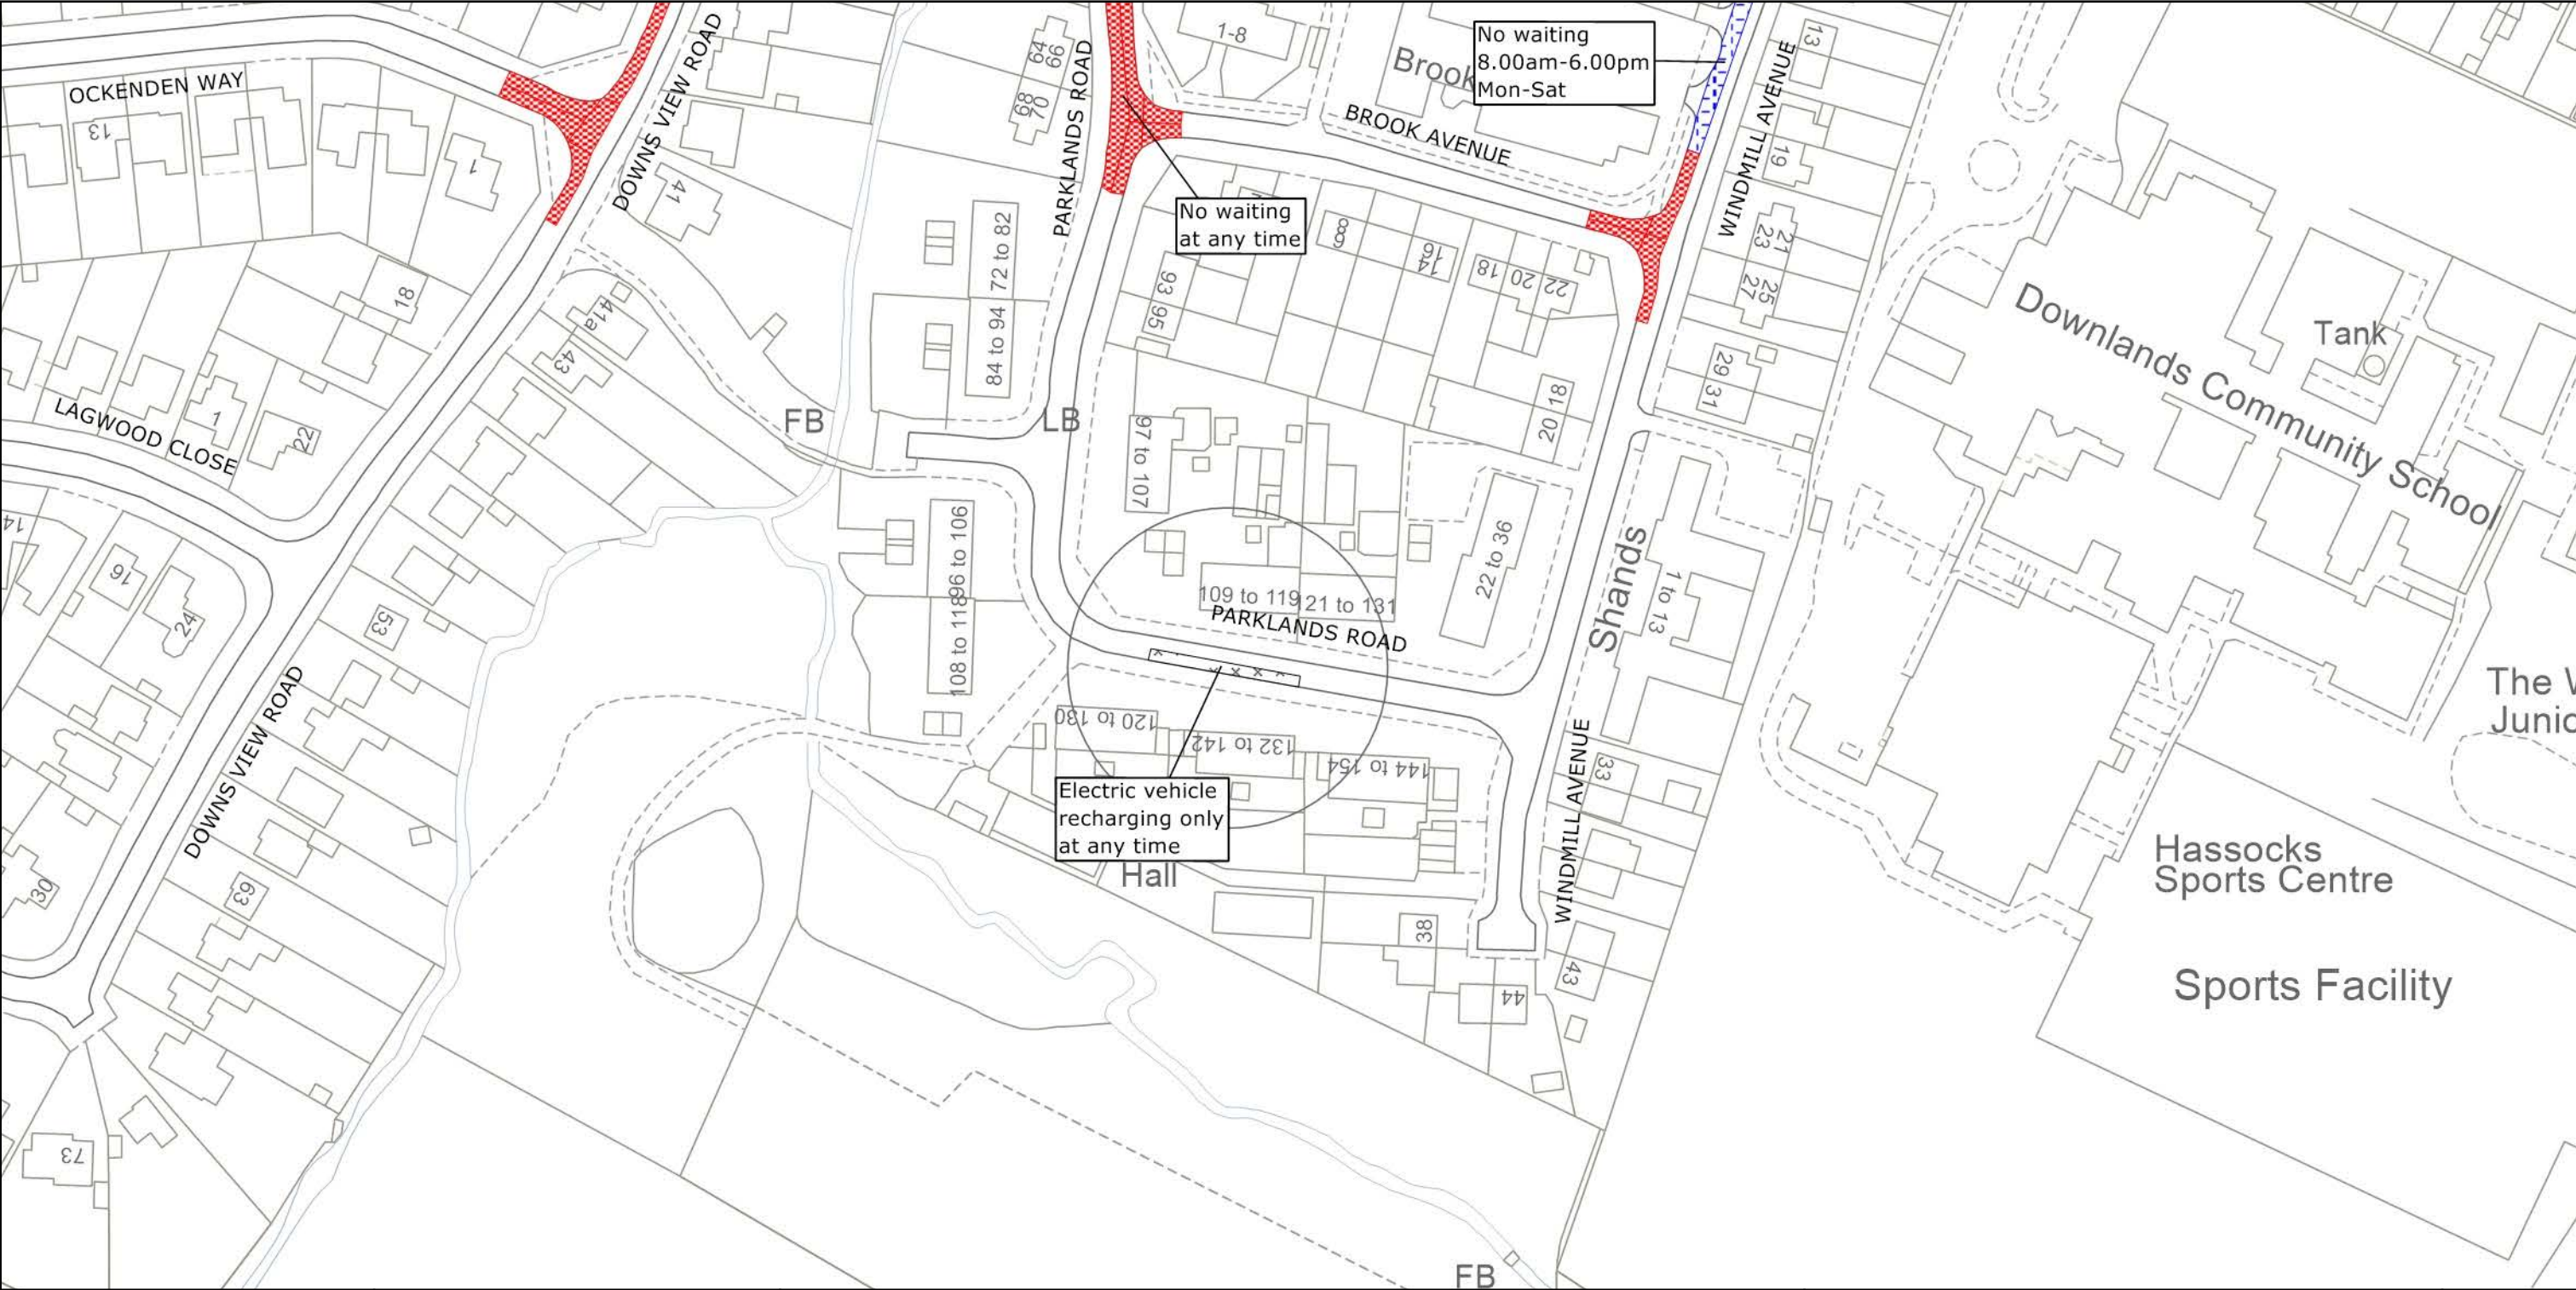 OCKENDEN WAY
13
1
DOWNS VIEW ROAD
41
64
66
68
70
PARKLANDS ROAD
1-8
Brook
No waiting
8.00am-6.00pm
Mon-Sat
BROOK AVENUE
WINDMILL AVENUE
13
19
21
23
25
27
29
31
No waiting
at any time
72 to 82
84 to 94
93
95
8
14
16
18
20
22
18
20
18
41a
43
LAGWOOD CLOSE
1
22
FB
LB
97 to 107
96 to 106
108 to 118
109 to 119
121 to 131
PARKLANDS ROAD
22 to 36
Shands
1 to 13
Downlands Community School
Tank
14
16
24
53
DOWNS VIEW ROAD
120 to 130
132 to 142
144 to 154
Electric vehicle
recharging only
at any time
Hall
33
WINDMILL AVENUE
38
43
44
30
63
73
Hassocks
Sports Centre
Sports Facility
The
Junio
FB